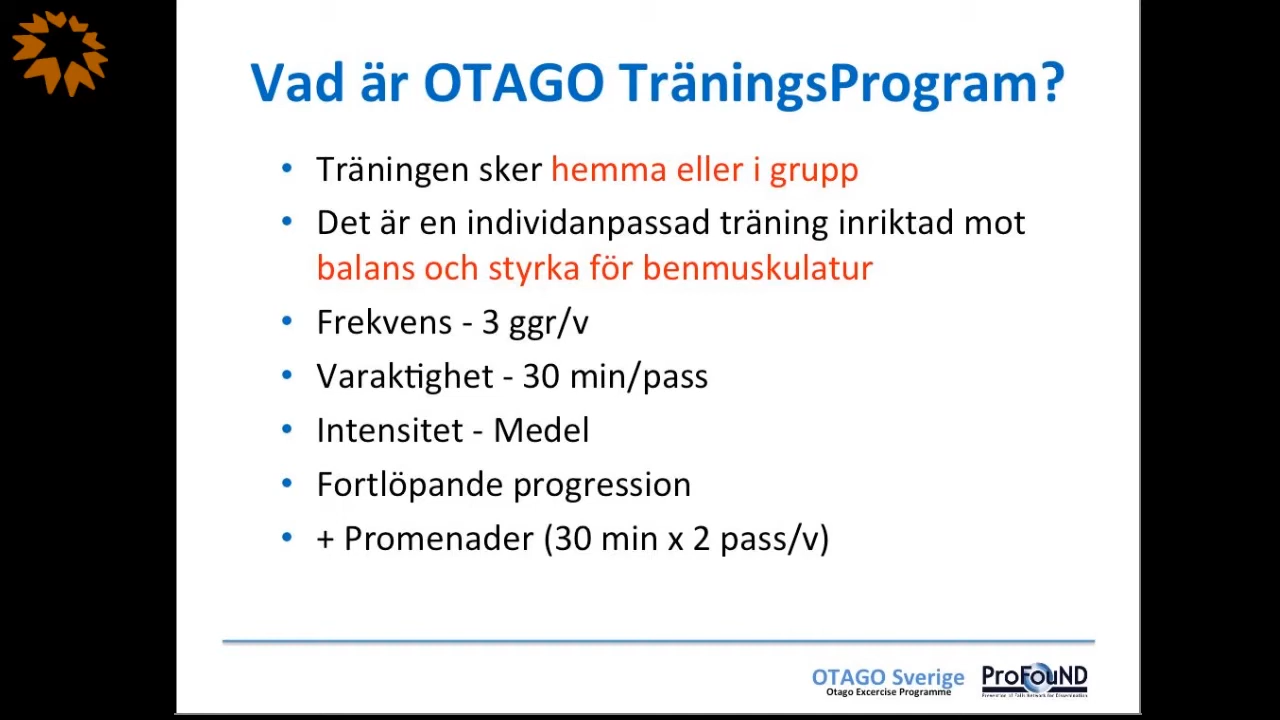 Vad är OTAGO TräningsProgram?
• Träningen sker hemma eller i grupp
• Det är en individanpassad träning inriktad mot
balans och styrka för benmuskulatur
• Frekvens - 3 ggr/v
• Varaktighet - 30 min/pass
• Intensitet - Medel
• Fortlöpande progression
• + Promenader (30 min x 2 pass/v)
OTAGO Sverige
Otago Excercise Programme
ProFouND